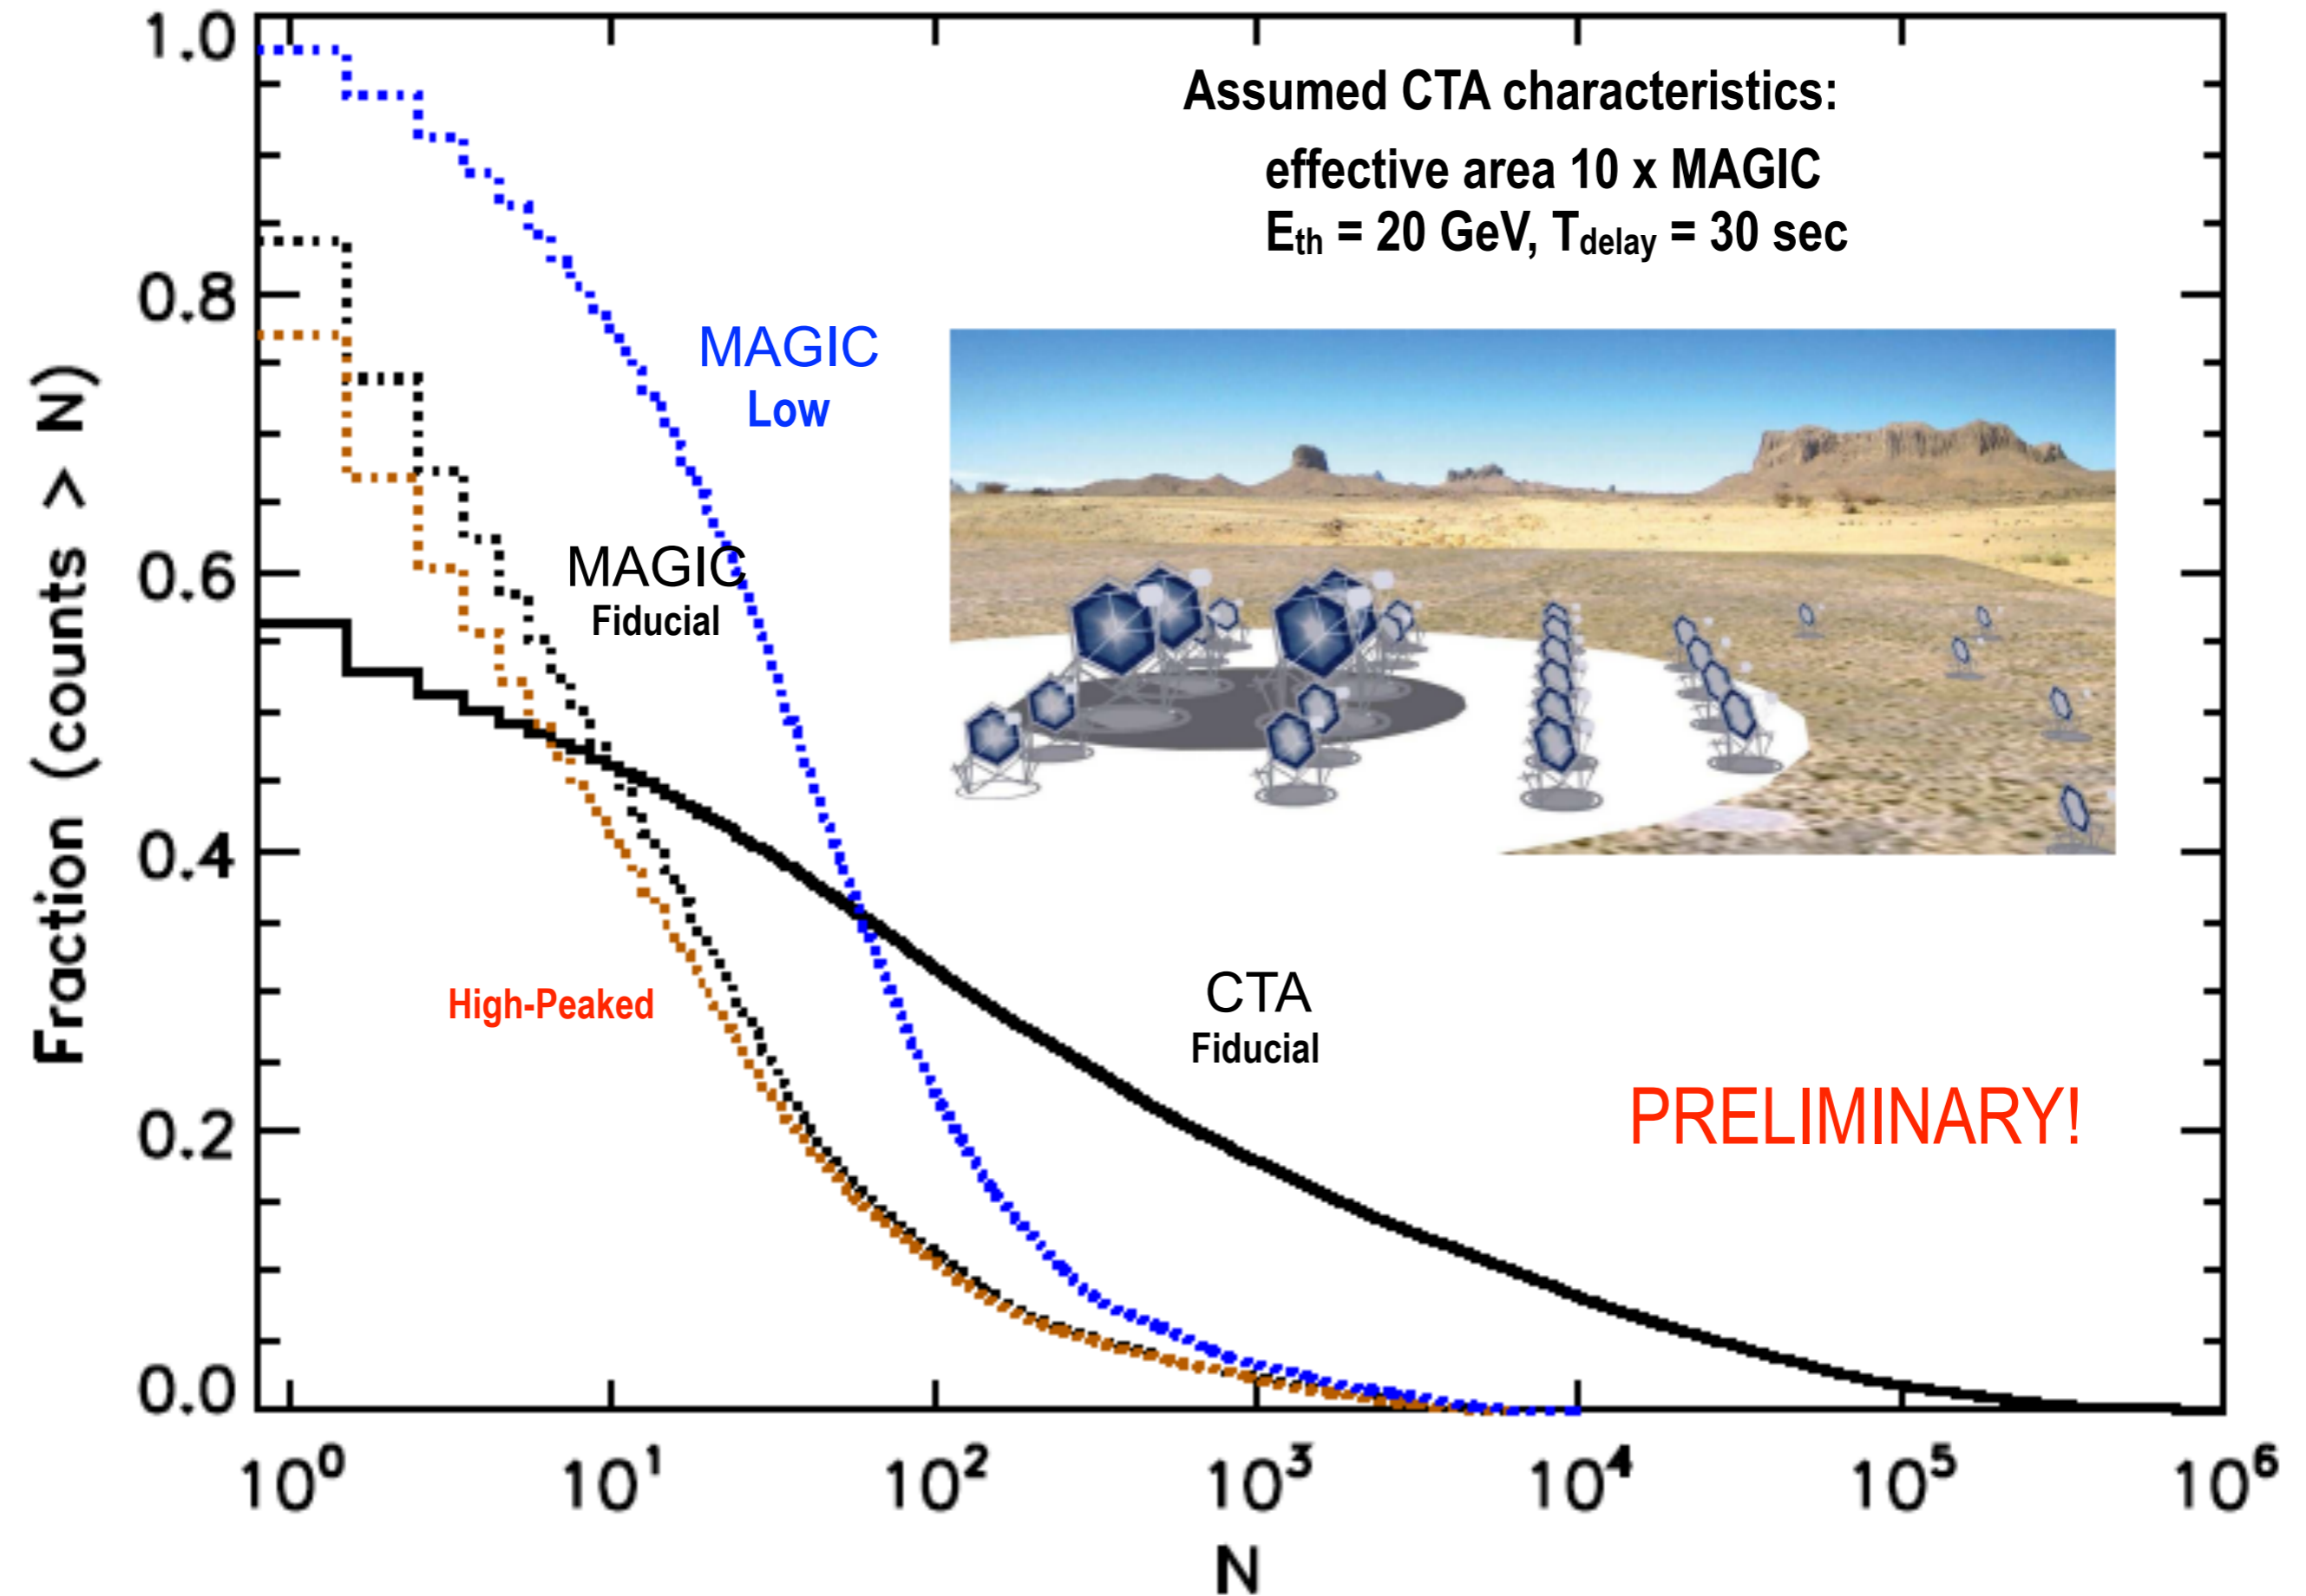 Assumed CTA characteristics:
effective area 10 x MAGIC
Eth = 20 GeV, Tdelay = 30 sec
MAGIC
Low
MAGIC
Fiducial
High-Peaked
CTA
Fiducial
PRELIMINARY!
Fraction (counts > N)
1.0
0.8
0.6
0.4
0.2
0.0
10⁰ 10¹ 10² 10³ 10⁴ 10⁵ 10⁶
N